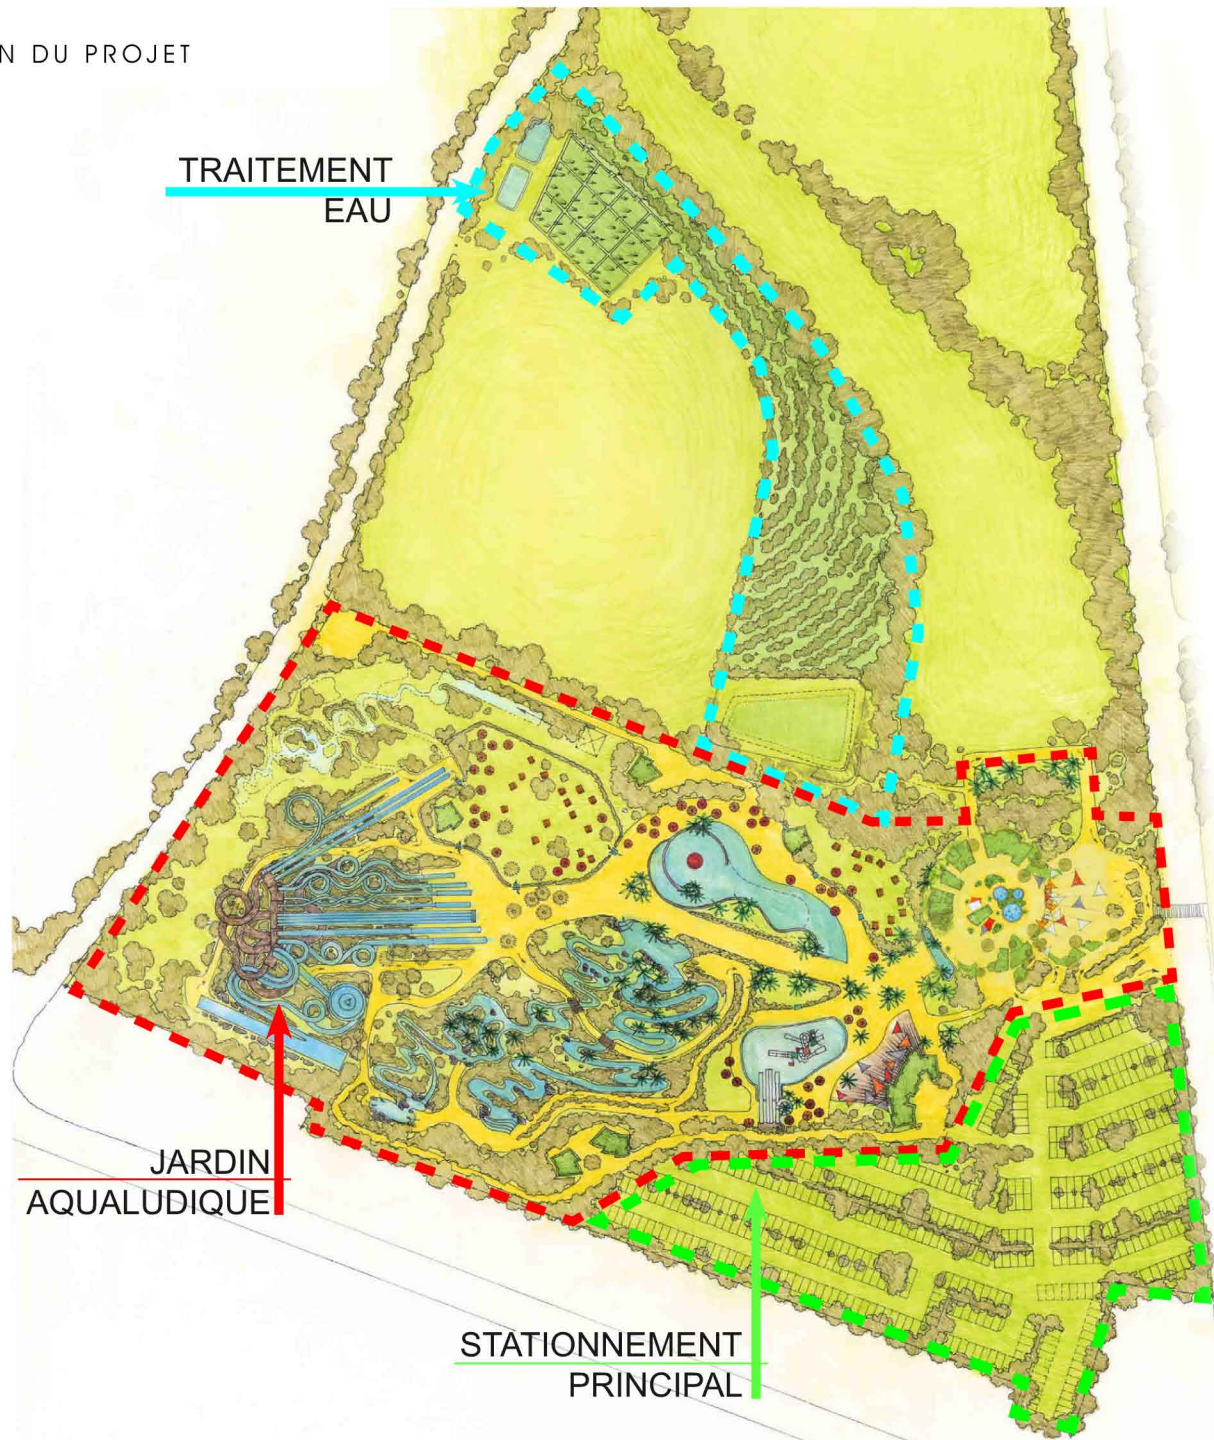 N DU PROJET
TRAITEMENT
EAU
JARDIN
AQUALUDIQUE
STATIONNEMENT
PRINCIPAL